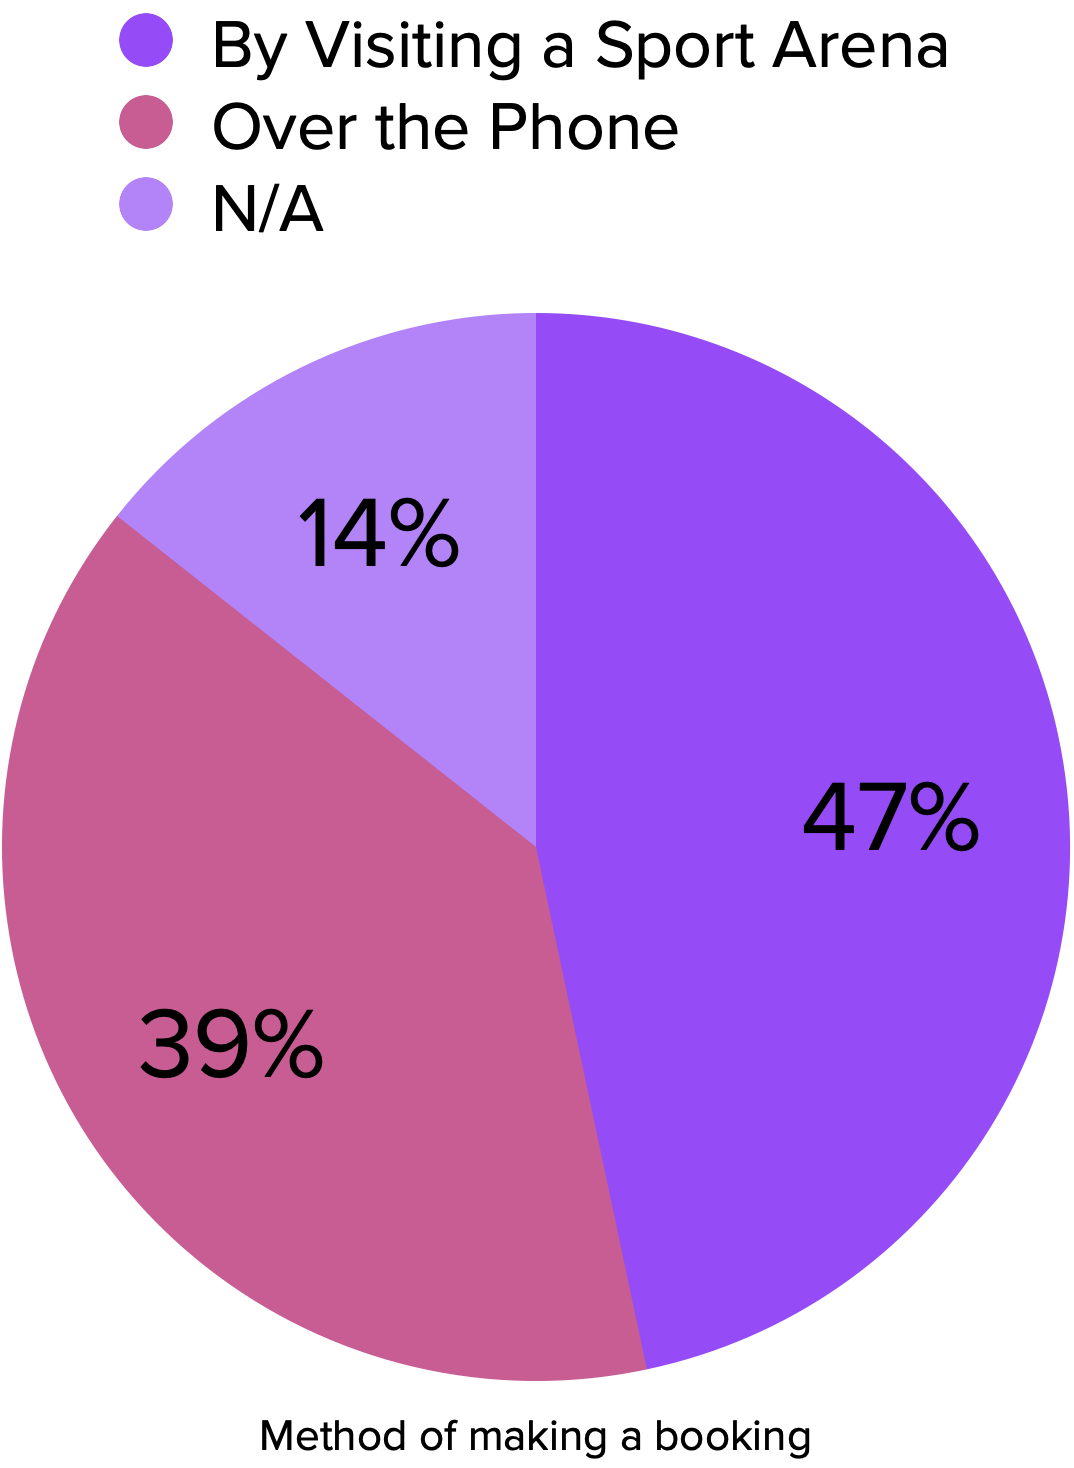 By Visiting a Sport Arena
Over the Phone
N/A
14%
47%
39%
Method of making a booking